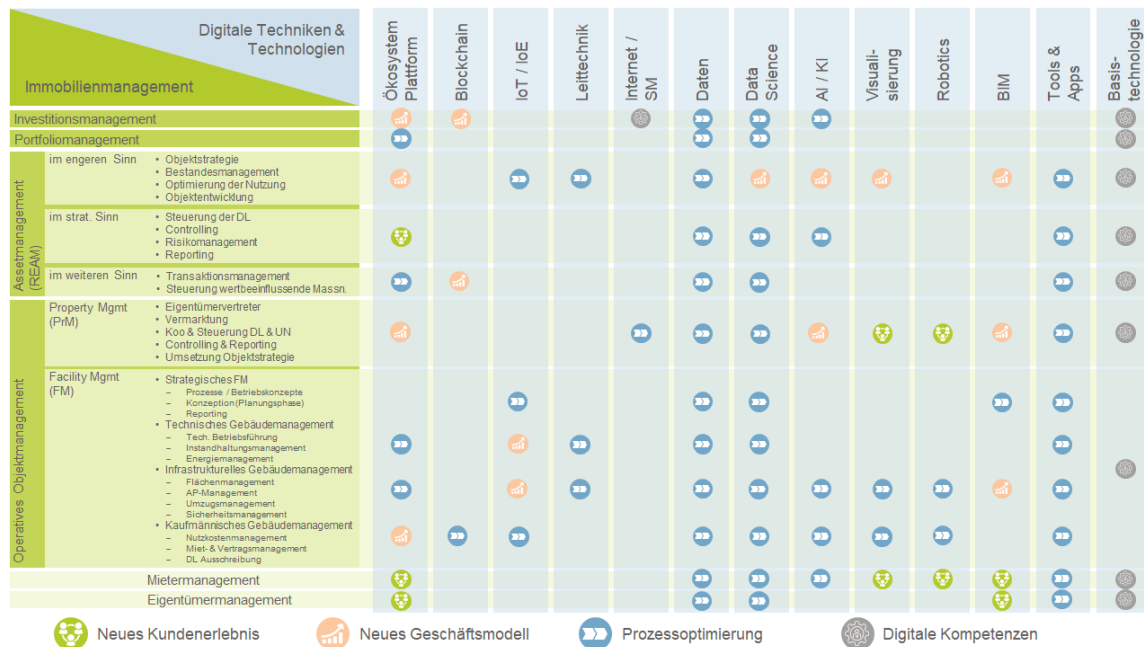 Digitale Techniken &
Technologien
Immobilienmanagement
Ökosystem
Plattform
Blockchain
IoT / IoE
Leittechnik
Internet /
SM
Daten
Data
Science
AI / KI
Visuali-
sierung
Robotics
BIM
Tools &
Apps
Basis-
technologie
Investitionsmanagement
Portfoliomanagement
Assetmanagement
(REAM)
im engeren Sinn
• Objektstrategie
• Bestandesmanagement
• Optimierung der Nutzung
• Objektentwicklung
im strat. Sinn
• Steuerung der DL
• Controlling
• Risikomanagement
• Reporting
im weiteren Sinn
• Transaktionsmanagement
• Steuerung wertbeeinflussende Massn.
Operatives Objektmanagement
Property Mgmt
(PrM)
• Eigentümervertreter
• Vermarktung
• Koo & Steuerung DL & UN
• Controlling & Reporting
• Umsetzung Objektstrategie
Facility Mgmt
(FM)
• Strategisches FM
– Prozesse / Betriebskonzepte
– Konzeption (Planungsphase)
– Reporting
• Technisches Gebäudemanagement
– Tech. Betriebsführung
– Instandhaltungsmanagement
– Energiemanagement
• Infrastrukturelles Gebäudemanagement
– Flächenmanagement
– AP-Management
– Umzugsmanagement
– Sicherheitsmanagement
• Kaufmännisches Gebäudemanagement
– Nutzkostenmanagement
– Miet- & Vertragsmanagement
– DL Ausschreibung
Mietermanagement
Eigentümermanagement
Neues Kundenerlebnis
Neues Geschäftsmodell
Prozessoptimierung
Digitale Kompetenzen